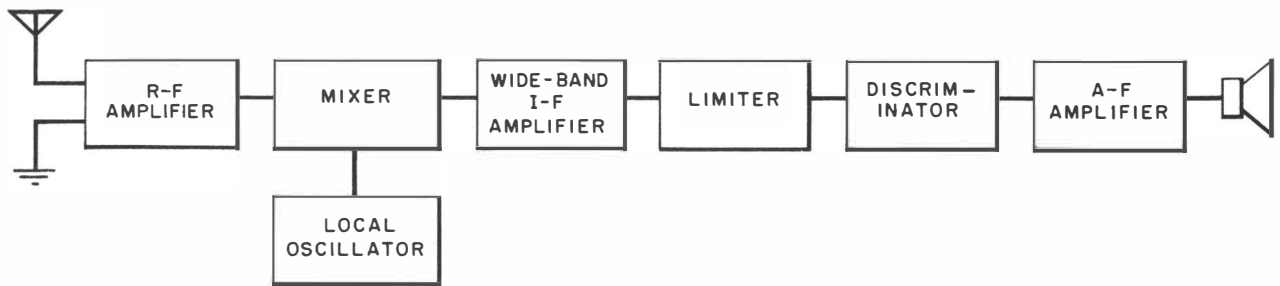 R-F
AMPLIFIER
MIXER
WIDE-BAND
I-F
AMPLIFIER
LIMITER
DISCRIM-
INATOR
A-F
AMPLIFIER
LOCAL
OSCILLATOR